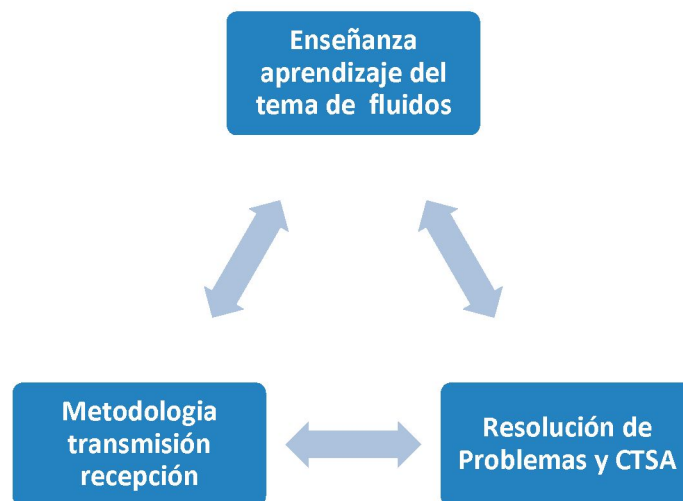 Enseñanza
aprendizaje del
tema de fluidos
Metodologia
transmisión
recepción
Resolución de
Problemas y CTSA